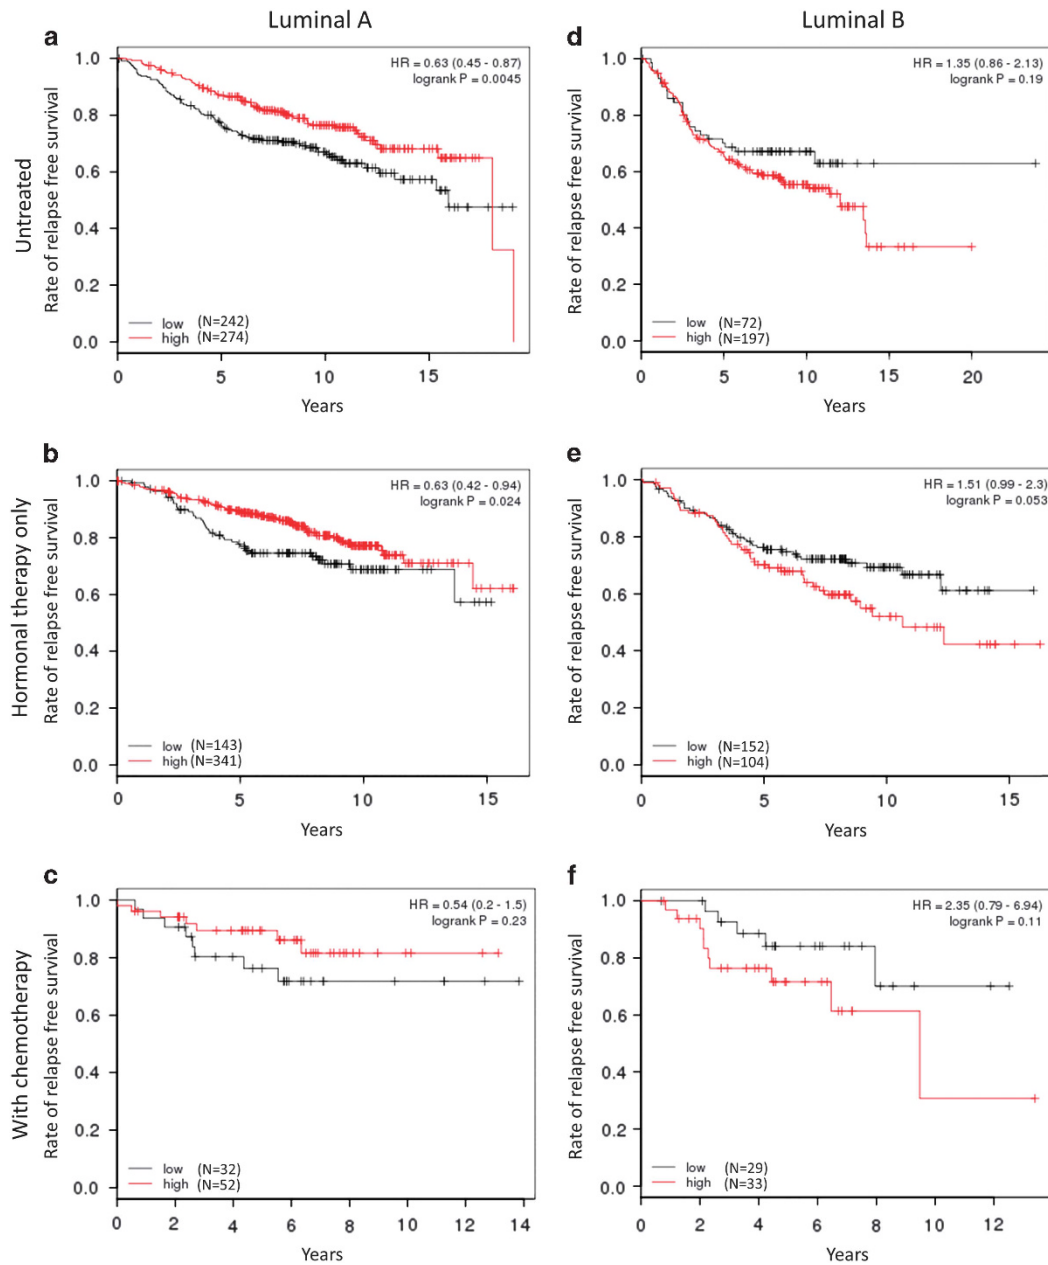 Luminal A
Luminal B
Untreated
a
Rate of relapse free survival
1.0
0.8
0.6
0.4
0.2
0.0
HR = 0.63 (0.45 - 0.87)
logrank P = 0.0045
low (N=242)
high (N=274)
0 5 10 15
Years
d
Rate of relapse free survival
1.0
0.8
0.6
0.4
0.2
0.0
HR = 1.35 (0.86 - 2.13)
logrank P = 0.19
low (N=72)
high (N=197)
0 5 10 15 20
Years
Hormonal therapy only
b
Rate of relapse free survival
1.0
0.8
0.6
0.4
0.2
0.0
HR = 0.63 (0.42 - 0.94)
logrank P = 0.024
low (N=143)
high (N=341)
0 5 10 15
Years
e
Rate of relapse free survival
1.0
0.8
0.6
0.4
0.2
0.0
HR = 1.51 (0.99 - 2.3)
logrank P = 0.053
low (N=152)
high (N=104)
0 5 10 15
Years
With chemotherapy
c
Rate of relapse free survival
1.0
0.8
0.6
0.4
0.2
0.0
HR = 0.54 (0.2 - 1.5)
logrank P = 0.23
low (N=32)
high (N=52)
0 2 4 6 8 10 12 14
Years
f
Rate of relapse free survival
1.0
0.8
0.6
0.4
0.2
0.0
HR = 2.35 (0.79 - 6.94)
logrank P = 0.11
low (N=29)
high (N=33)
0 2 4 6 8 10 12
Years